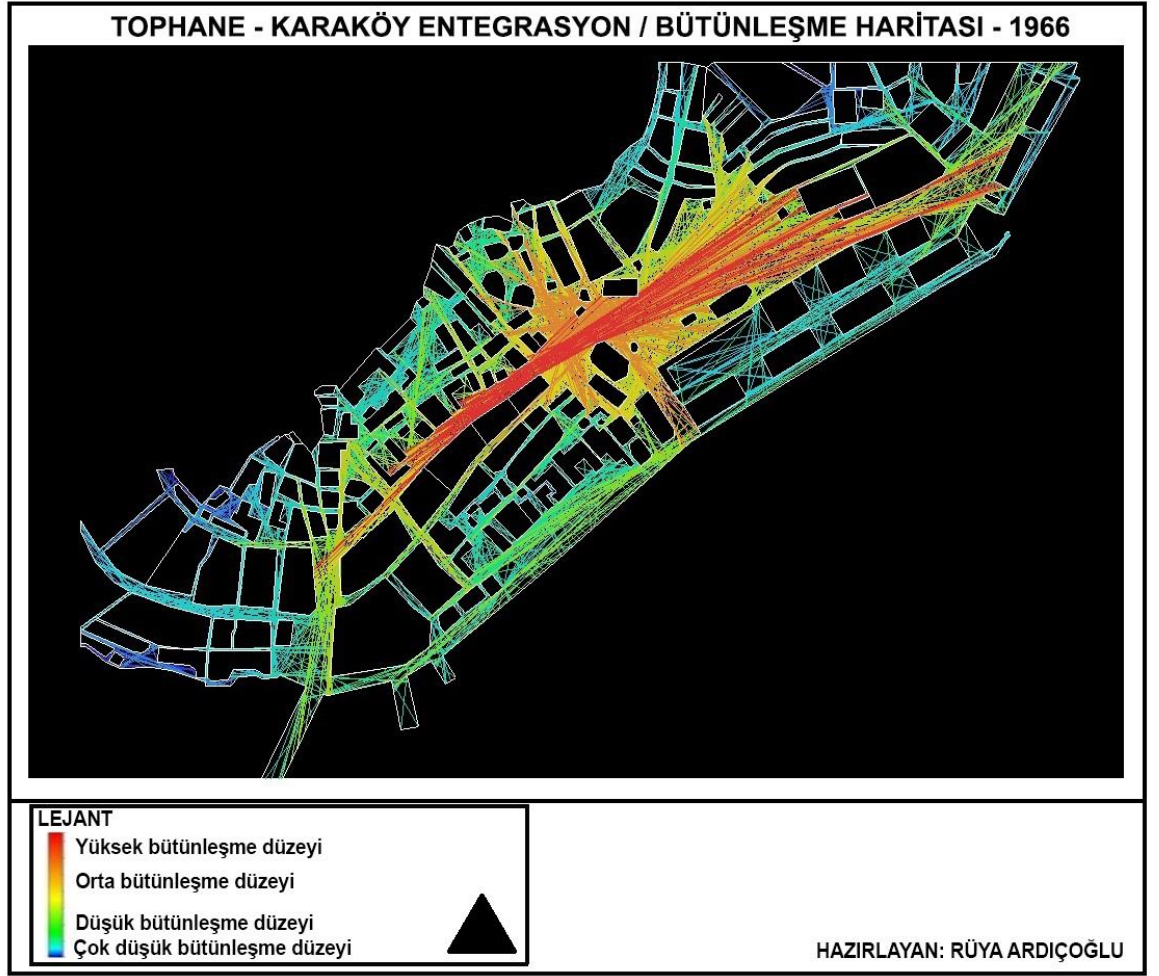 TOPHANE - KARAKÖY ENTEGRASYON / BÜTÜNLEŞME HARİTASI - 1966
LEJANT
Yüksek bütünleşme düzeyi
Orta bütünleşme düzeyi
Düşük bütünleşme düzeyi
Çok düşük bütünleşme düzeyi
HAZIRLAYAN: RÜYA ARDIÇOĞLU